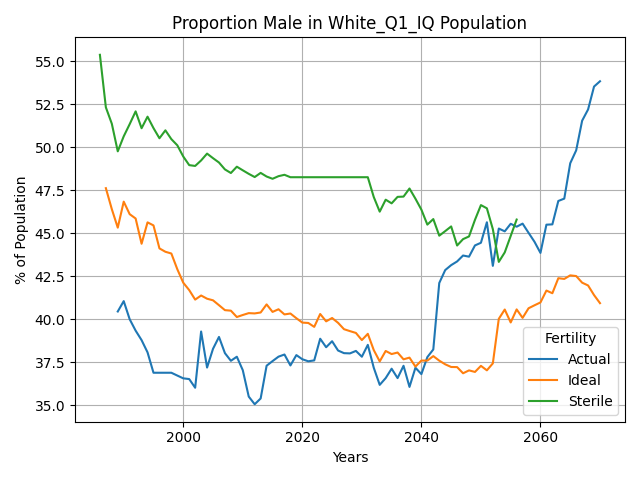 Proportion Male in White_Q1_IQ Population
% of Population
55.0
52.5
50.0
47.5
45.0
42.5
40.0
37.5
35.0
Fertility
Actual
Ideal
Sterile
2000
2020
2040
2060
Years